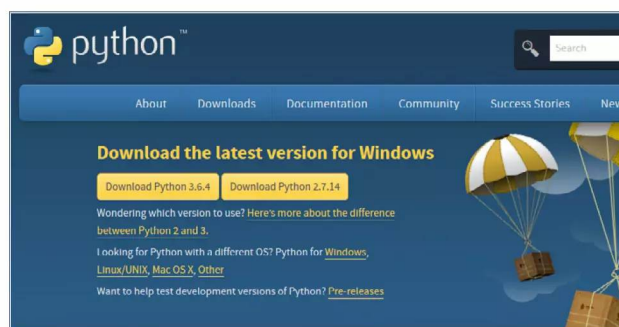 python™
Search
About Downloads Documentation Community Success Stories New
Download the latest version for Windows
Download Python 3.6.4 Download Python 2.7.14
Wondering which version to use? Here's more about the difference
between Python 2 and 3.
Looking for Python with a different OS? Python for Windows,
Linux/UNIX, Mac OS X, Other
Want to help test development versions of Python? Pre-releases